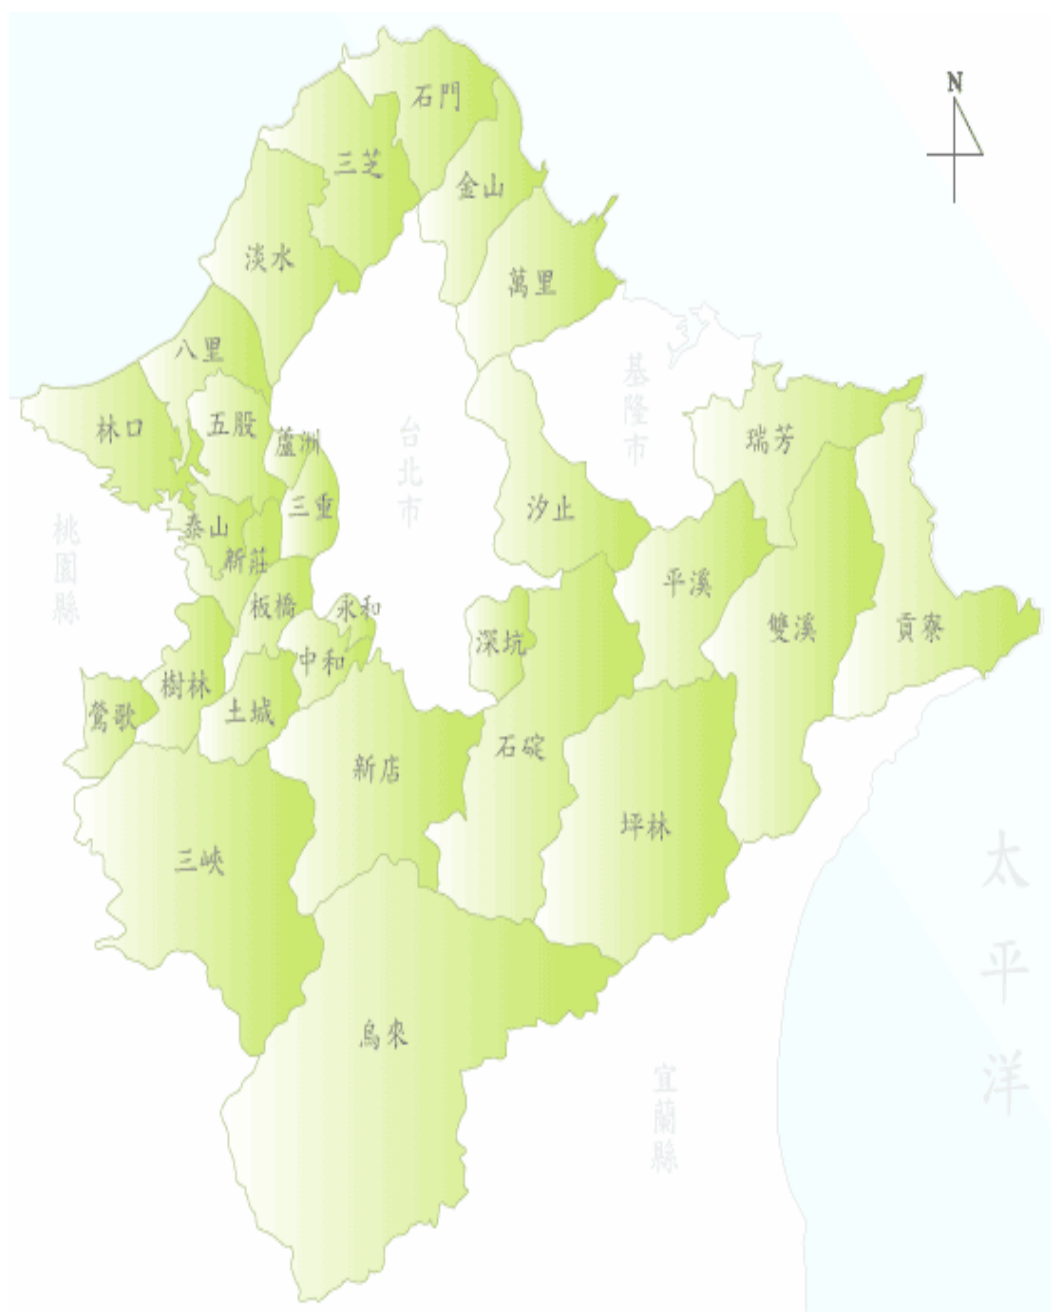 N
石門
三芝
金山
淡水
萬里
八里
基隆市
林口
五股
蘆洲
台北市
瑞芳
三重
汐止
泰山
桃園縣
新莊
平溪
板橋
永和
雙溪
貢寮
深坑
中和
樹林
土城
鶯歌
石碇
新店
坪林
三峽
太平洋
烏來
宜蘭縣